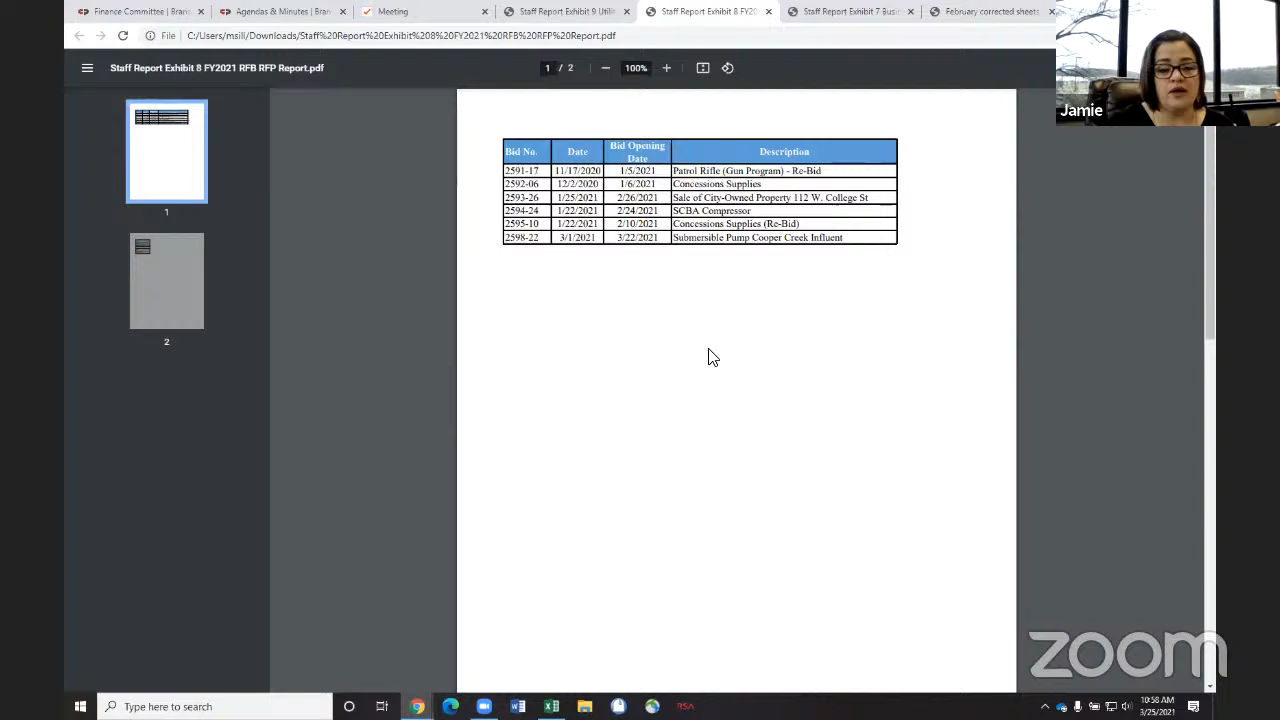 Finance Committee | Brans
Agendas & Minutes | Bran
Meeting
Staff Report Exhibit 9 Utilit
Staff Report Exhibit 8 FY20
Staff Report Exhibit 7 Busi
February corrected sheets
File | C:/Users/msill/Downloads/Staff%20Report%20Exhibit%208%20FY2021%20RFB%20RFP%20Report.pdf
Staff Report Exhibit 8 FY2021 RFB RFP Report.pdf
1 / 2
100%
Jamie
1
2
Bid No. Date Bid Opening Date Description
2591-17 11/17/2020 1/5/2021 Patrol Rifle (Gun Program) - Re-Bid
2592-06 12/2/2020 1/6/2021 Concessions Supplies
2593-26 1/25/2021 2/26/2021 Sale of City-Owned Property 112 W. College St
2594-24 1/22/2021 2/24/2021 SCBA Compressor
2595-10 1/22/2021 2/10/2021 Concessions Supplies (Re-Bid)
2598-22 3/1/2021 3/22/2021 Submersible Pump Cooper Creek Influent
zoom
Type here to search
RSA
10:58 AM
3/25/2021